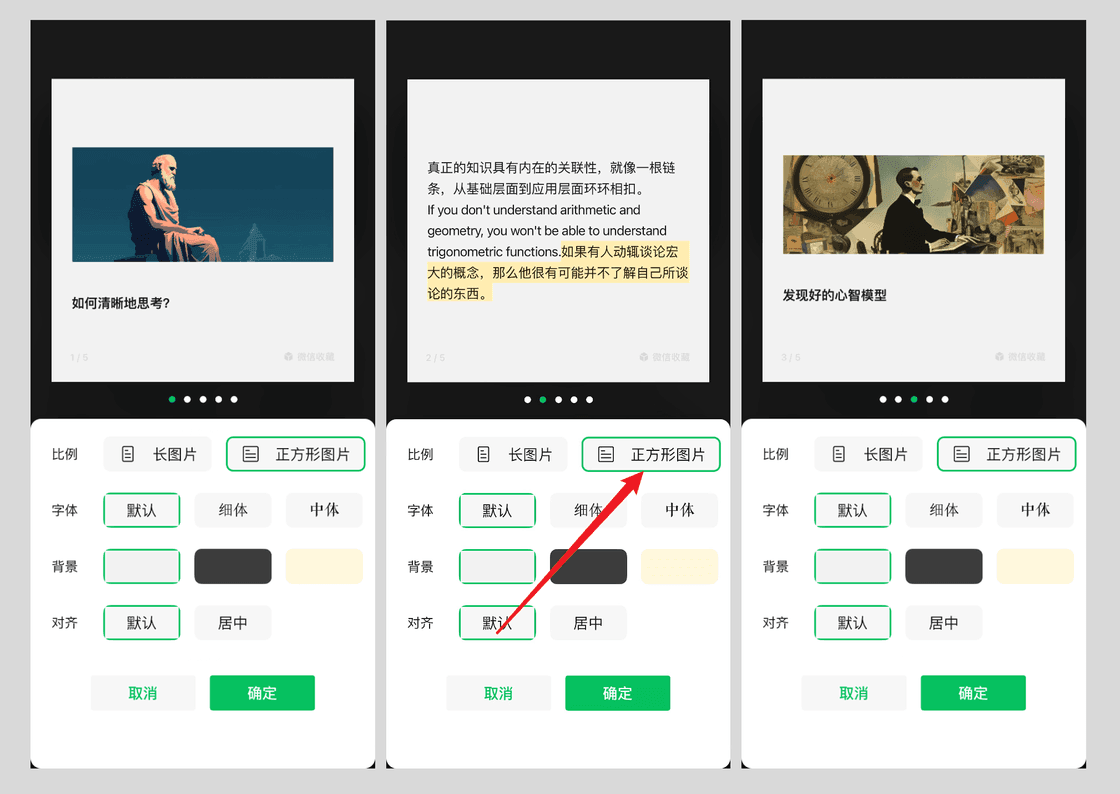 如何清晰地思考?
1 / 5
微信收藏
比例
长图片
正方形图片
字体
默认
细体
中体
背景
对齐
默认
居中
取消
确定
真正的知识具有内在的关联性，就像一根链
条，从基础层面到应用层面环环相扣。
If you don't understand arithmetic and
geometry, you won't be able to understand
trigonometric functions.如果有人动辄谈论宏
大的概念，那么他很有可能并不了解自己所谈
论的东西。
2 / 5
微信收藏
比例
长图片
正方形图片
字体
默认
细体
中体
背景
对齐
默认
居中
取消
确定
发现好的心智模型
3 / 5
微信收藏
比例
长图片
正方形图片
字体
默认
细体
中体
背景
对齐
默认
居中
取消
确定